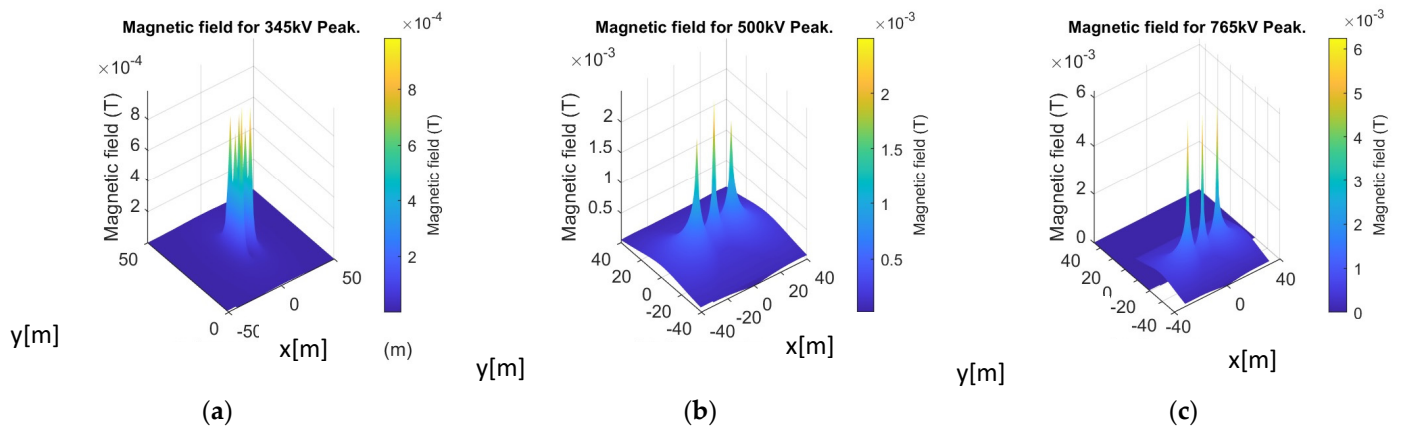 Magnetic field for 345kV Peak.
×10⁻⁴
×10⁻⁴
Magnetic field (T)
8
6
4
2
50
0
-50
0
50
y[m]
x[m]
8
6
4
2
Magnetic field (T)
(m)
(a)
Magnetic field for 500kV Peak.
×10⁻³
×10⁻³
Magnetic field (T)
2
1.5
1
0.5
40
20
0
-20
-40
-40
-20
0
20
40
y[m]
x[m]
2
1.5
1
0.5
Magnetic field (T)
(b)
Magnetic field for 765kV Peak.
×10⁻³
×10⁻³
Magnetic field (T)
6
4
2
0
40
20
-20
-40
-40
0
40
y[m]
x[m]
6
5
4
3
2
1
0
Magnetic field (T)
(c)